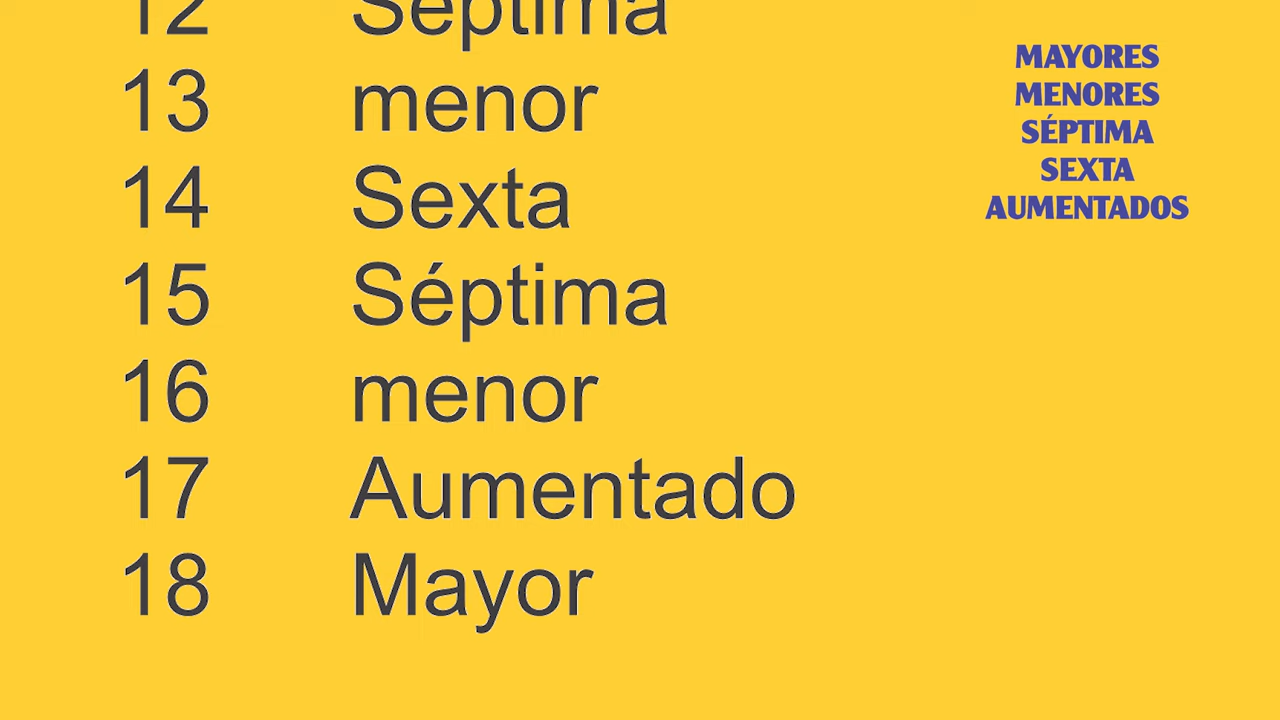 12 Séptima
13 menor
14 Sexta
15 Séptima
16 menor
17 Aumentado
18 Mayor
MAYORES
MENORES
SÉPTIMA
SEXTA
AUMENTADOS